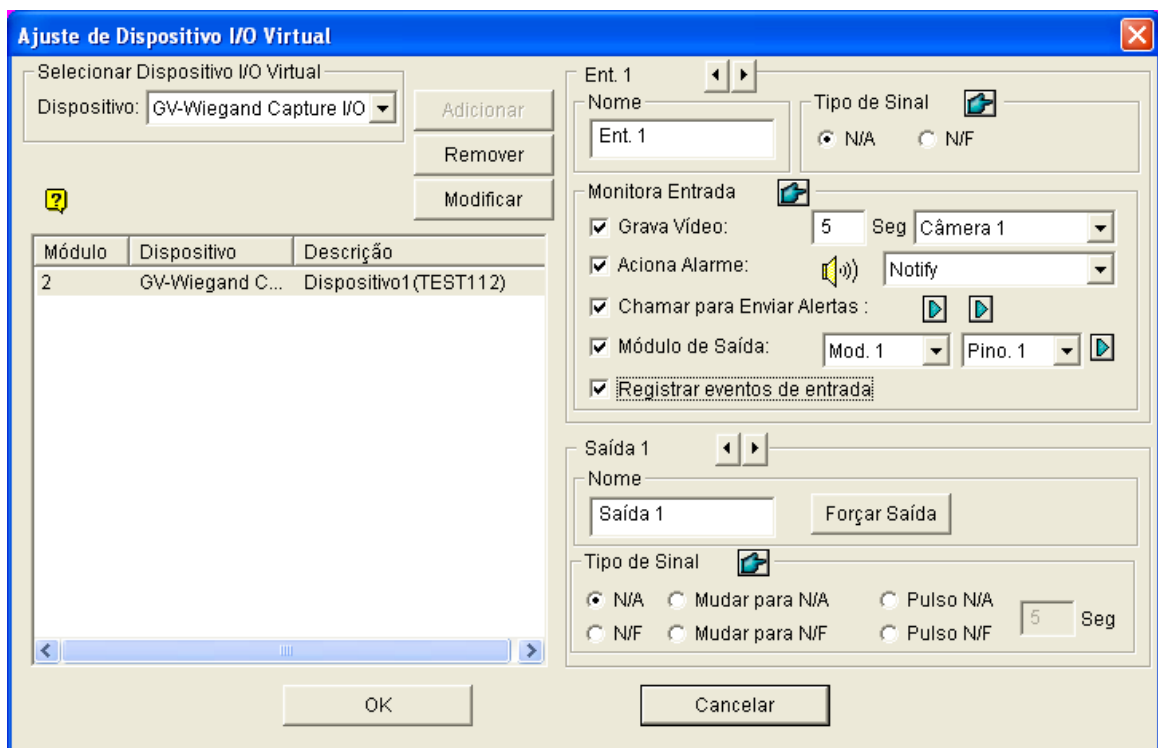 Ajuste de Dispositivo I/O Virtual
Selecionar Dispositivo I/O Virtual
Dispositivo: GV-Wiegand Capture I/O
Adicionar
Remover
Modificar
Módulo Dispositivo Descrição
2 GV-Wiegand C... Dispositivo1(TEST112)
Ent. 1
Nome
Ent. 1
Tipo de Sinal
N/A N/F
Monitora Entrada
Grava Vídeo: 5 Seg Câmera 1
Aciona Alarme: Notify
Chamar para Enviar Alertas :
Módulo de Saída: Mod. 1 Pino. 1
Registrar eventos de entrada
Saída 1
Nome
Saída 1
Forçar Saída
Tipo de Sinal
N/A Mudar para N/A Pulso N/A
N/F Mudar para N/F Pulso N/F
5 Seg
OK
Cancelar